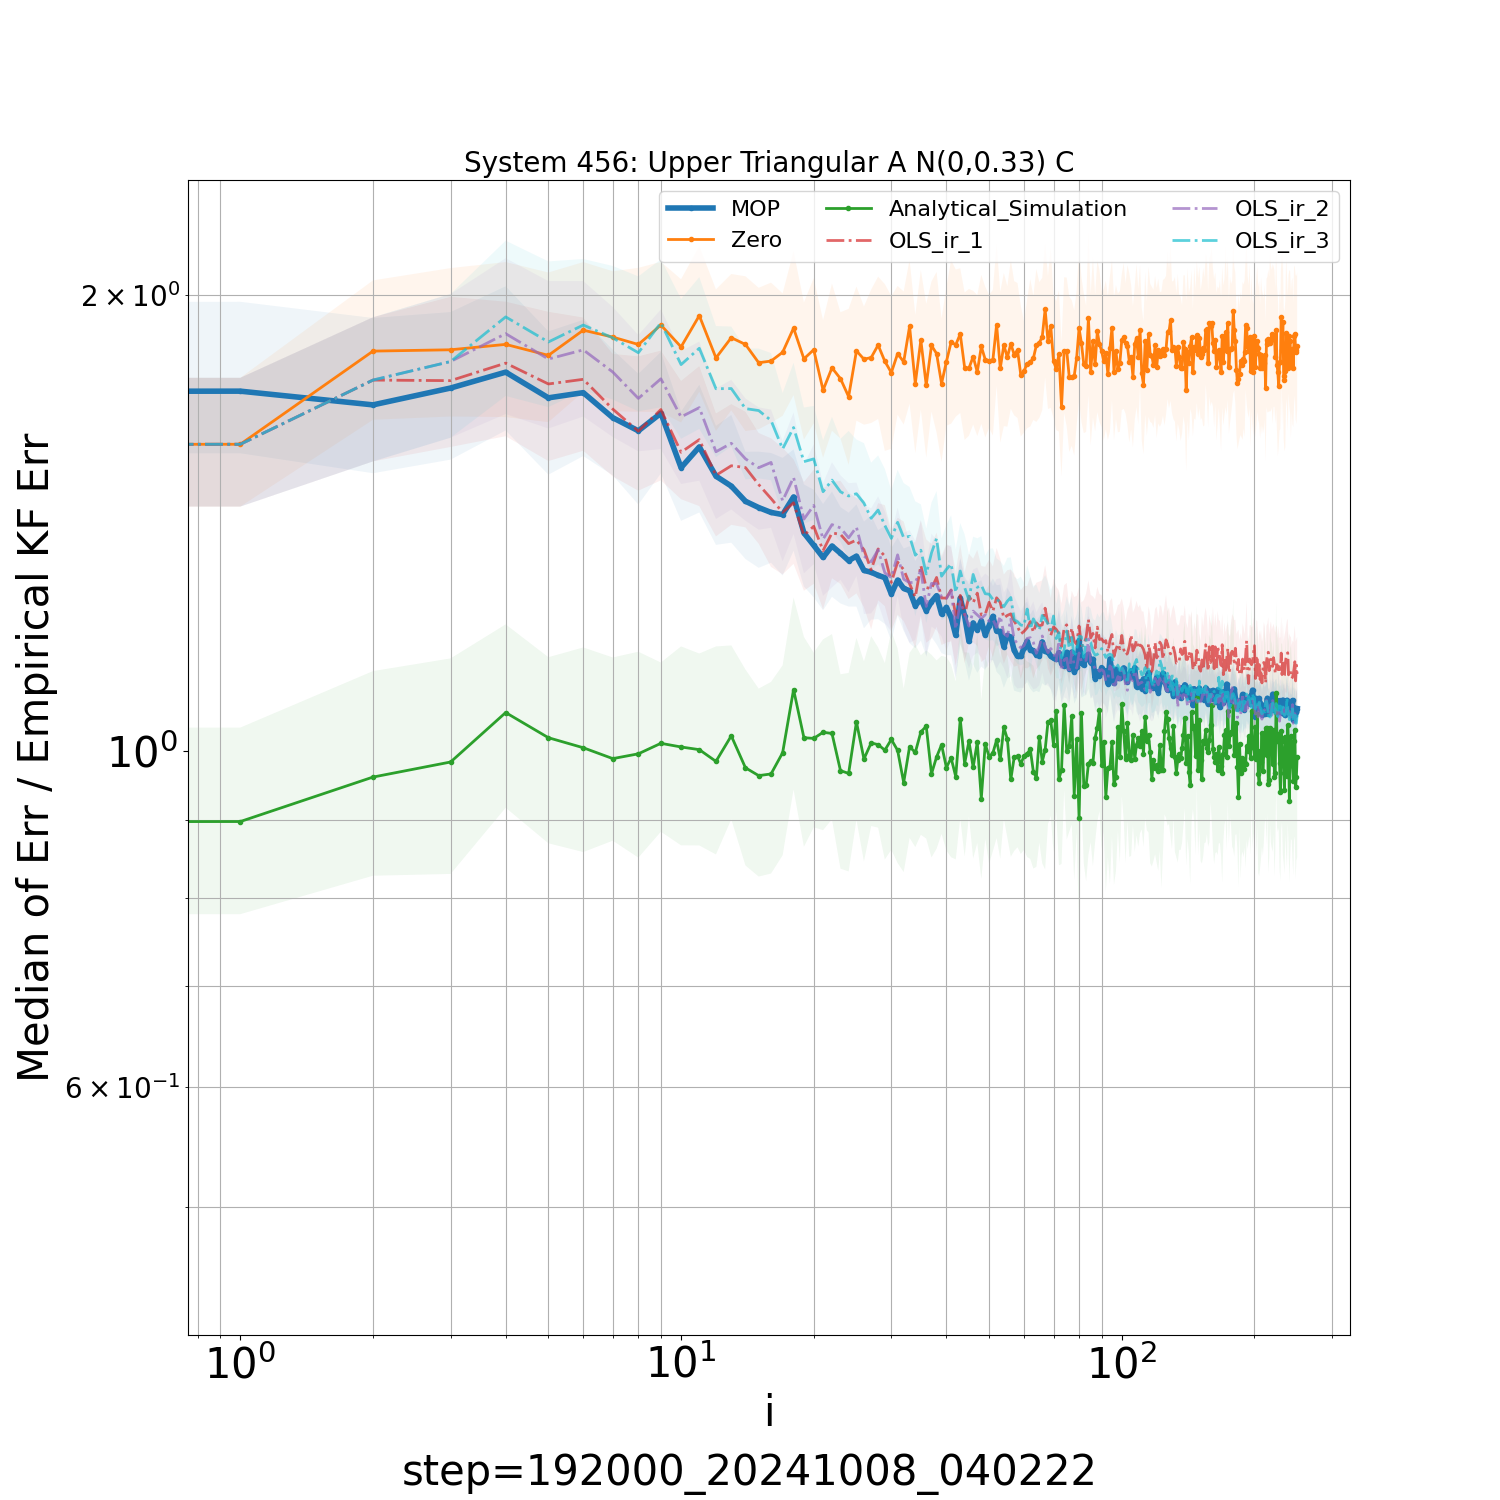 System 456: Upper Triangular A N(0,0.33) C
MOP
Zero
Analytical_Simulation
OLS_ir_1
OLS_ir_2
OLS_ir_3
Median of Err / Empirical KF Err
2 × 10⁰
10⁰
6 × 10⁻¹
10⁰
10¹
10²
i
step=192000_20241008_040222